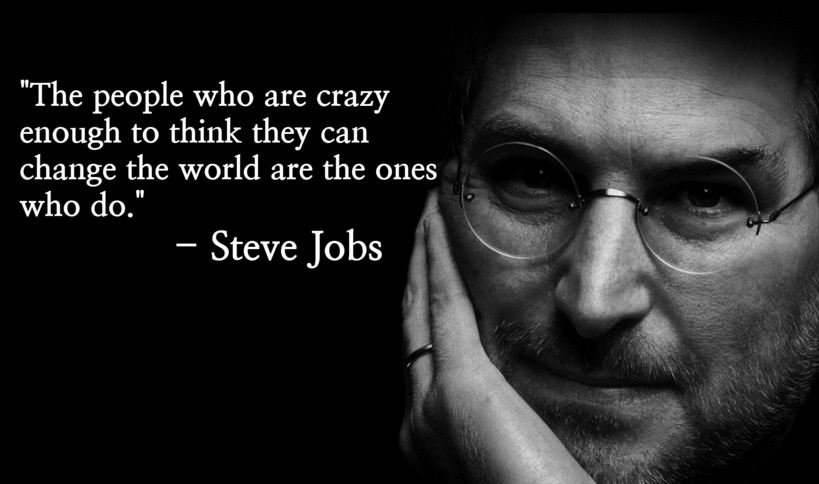 "The people who are crazy
enough to think they can
change the world are the ones
who do."
– Steve Jobs